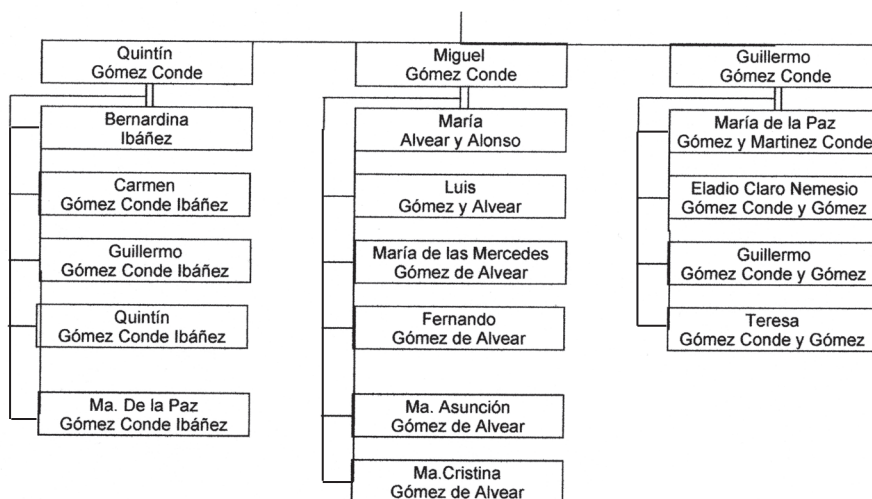 Quintín
Gómez Conde
Bernardina
Ibáñez
Carmen
Gómez Conde Ibáñez
Guillermo
Gómez Conde Ibáñez
Quintín
Gómez Conde Ibáñez
Ma. De la Paz
Gómez Conde Ibáñez
Miguel
Gómez Conde
María
Alvear y Alonso
Luis
Gómez y Alvear
María de las Mercedes
Gómez de Alvear
Fernando
Gómez de Alvear
Ma. Asunción
Gómez de Alvear
Ma.Cristina
Gómez de Alvear
Guillermo
Gómez Conde
María de la Paz
Gómez y Martinez Conde
Eladio Claro Nemesio
Gómez Conde y Gómez
Guillermo
Gómez Conde y Gómez
Teresa
Gómez Conde y Gómez